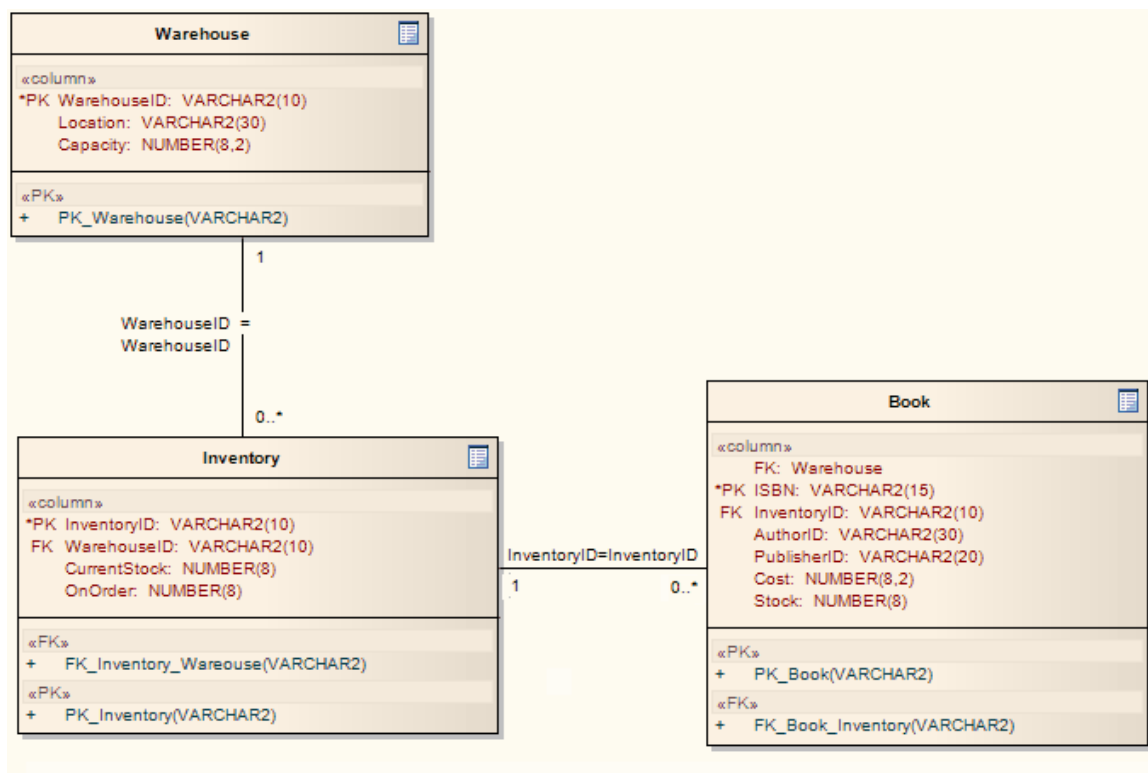 Warehouse
«column»
*PK WarehouseID: VARCHAR2(10)
Location: VARCHAR2(30)
Capacity: NUMBER(8,2)
«PK»
+ PK_Warehouse(VARCHAR2)
1
WarehouseID =
WarehouseID
0..*
Inventory
«column»
*PK InventoryID: VARCHAR2(10)
FK WarehouseID: VARCHAR2(10)
CurrentStock: NUMBER(8)
OnOrder: NUMBER(8)
«FK»
+ FK_Inventory_Wareouse(VARCHAR2)
«PK»
+ PK_Inventory(VARCHAR2)
InventoryID=InventoryID
1 0..*
Book
«column»
FK: Warehouse
*PK ISBN: VARCHAR2(15)
FK InventoryID: VARCHAR2(10)
AuthorID: VARCHAR2(30)
PublisherID: VARCHAR2(20)
Cost: NUMBER(8,2)
Stock: NUMBER(8)
«PK»
+ PK_Book(VARCHAR2)
«FK»
+ FK_Book_Inventory(VARCHAR2)